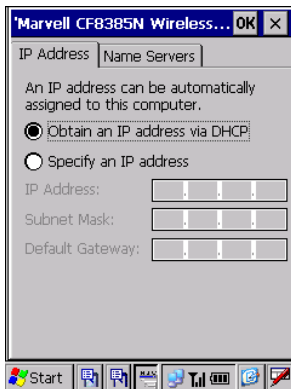 'Marvell CF8385N Wireless... OK ×
IP Address Name Servers
An IP address can be automatically
assigned to this computer.
Obtain an IP address via DHCP
Specify an IP address
IP Address:
Subnet Mask:
Default Gateway:
Start